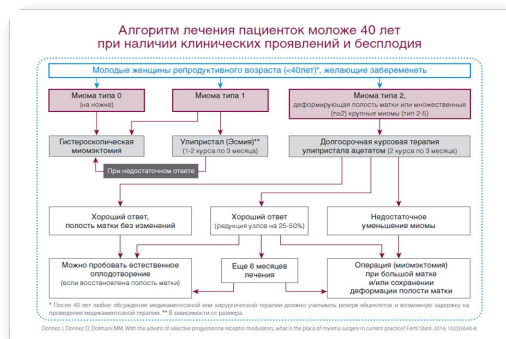 Алгоритм лечения пациенток моложе 40 лет
при наличии клинических проявлений и бесплодия
Молодые женщины репродуктивного возраста (<40лет)*, желающие забеременеть
Миома типа 0
(на ножке)
Миома типа 1
Миома типа 2,
деформирующая полость матки или множественные
(n≥2) крупные миомы (тип 2-5)
Гистероскопическая
миомэктомия
Улипристал (Эсмия)**
(1-2 курса по 3 месяца)
Долгосрочная курсовая терапия
улипристала ацетатом (2 курса по 3 месяца)
При недостаточном ответе
Хороший ответ,
полость матки без изменений
Хороший ответ
(редукция узлов на 25-50%)
Недостаточное
уменьшение миомы
Можно пробовать естественное
оплодотворение
(если восстановлена полость матки)
Еще 6 месяцев
лечения
Операция (миомэктомия)
при большой матке
и/или сохранении
деформации полости матки
* После 40 лет любое обсуждение медикаментозной или хирургической терапии должно учитывать резерв яйцеклеток и возможную задержку на
проведение медикаментозной терапии. ** В зависимости от размера.
Donnez J, Donnez O, Dolmans MM. With the advent of selective progesterone receptor modulators, what is the place of myoma surgery in current practice? Fertil Steril. 2014; 102(3):640-8.